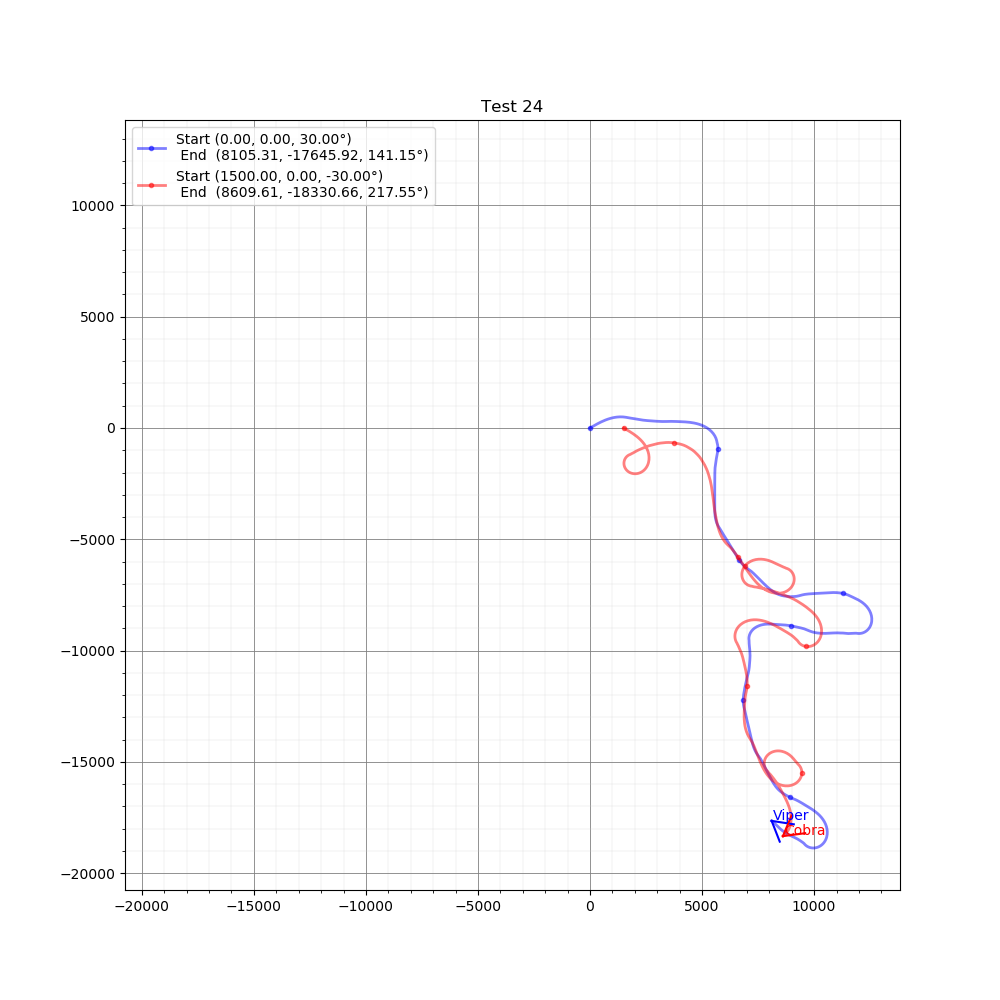 Test 24
Start (0.00, 0.00, 30.00°)
End  (8105.31, -17645.92, 141.15°)
Start (1500.00, 0.00, -30.00°)
End  (8609.61, -18330.66, 217.55°)
10000
5000
0
−5000
−10000
−15000
−20000
Viper
Cobra
−20000 −15000 −10000 −5000 0 5000 10000